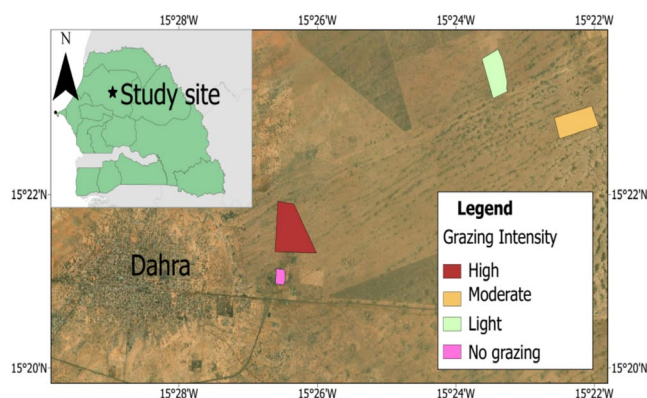 15°28'W 15°26'W 15°24'W 15°22'W
N
Study site
15°22'N
15°22'N
Dahra
Legend
Grazing Intensity
High
Moderate
Light
No grazing
15°20'N
15°20'N
15°28'W 15°26'W 15°24'W 15°22'W